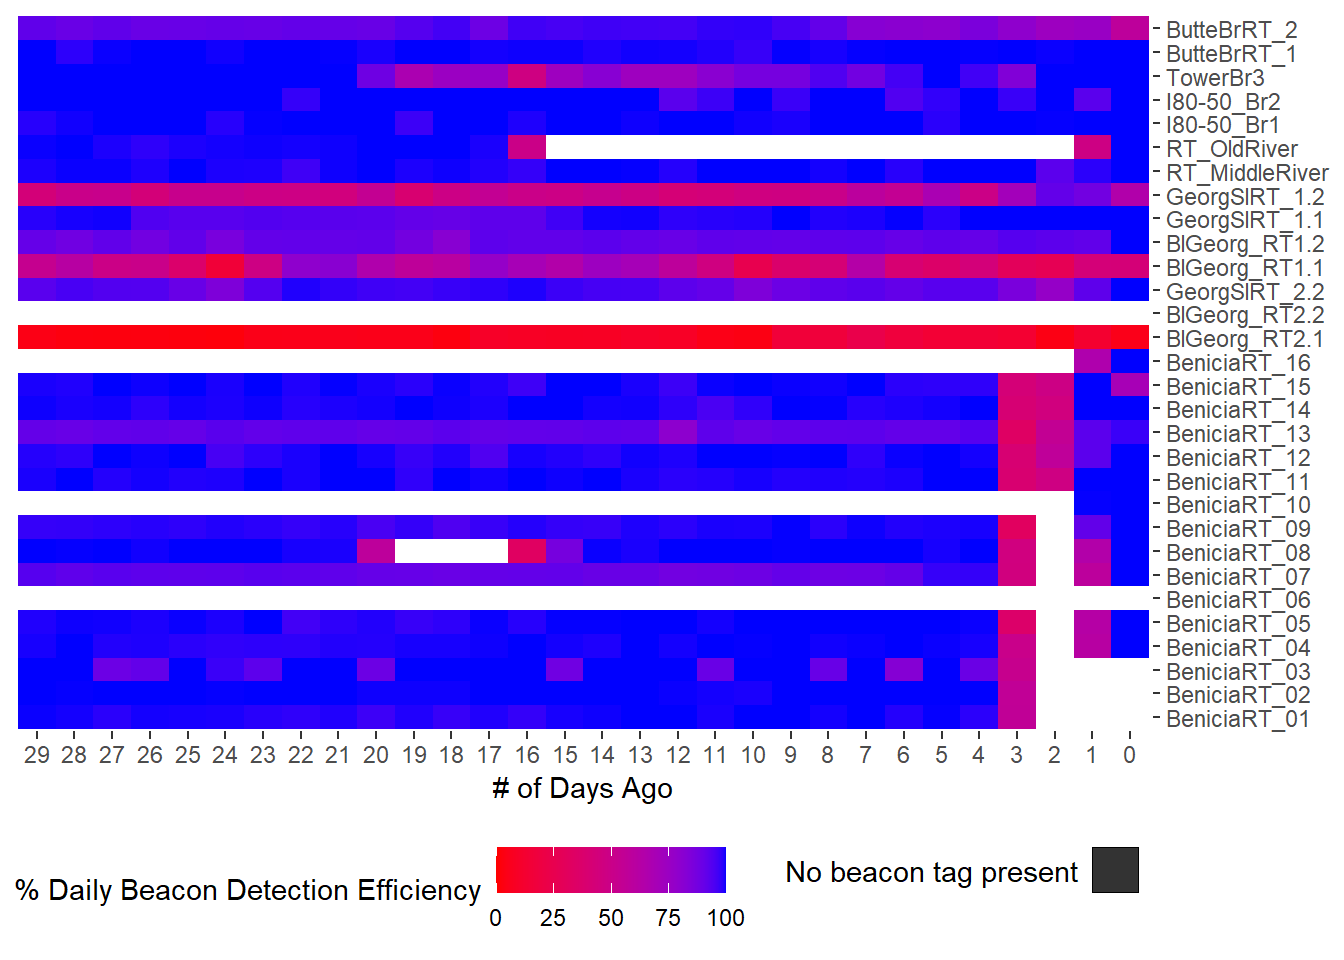 ButteBrRT_2
ButteBrRT_1
TowerBr3
I80-50_Br2
I80-50_Br1
RT_OldRiver
RT_MiddleRiver
GeorgSlRT_1.2
GeorgSlRT_1.1
BlGeorg_RT1.2
BlGeorg_RT1.1
GeorgSlRT_2.2
BlGeorg_RT2.2
BlGeorg_RT2.1
BeniciaRT_16
BeniciaRT_15
BeniciaRT_14
BeniciaRT_13
BeniciaRT_12
BeniciaRT_11
BeniciaRT_10
BeniciaRT_09
BeniciaRT_08
BeniciaRT_07
BeniciaRT_06
BeniciaRT_05
BeniciaRT_04
BeniciaRT_03
BeniciaRT_02
BeniciaRT_01
29 28 27 26 25 24 23 22 21 20 19 18 17 16 15 14 13 12 11 10 9 8 7 6 5 4 3 2 1 0
# of Days Ago
% Daily Beacon Detection Efficiency
0 25 50 75 100
No beacon tag present